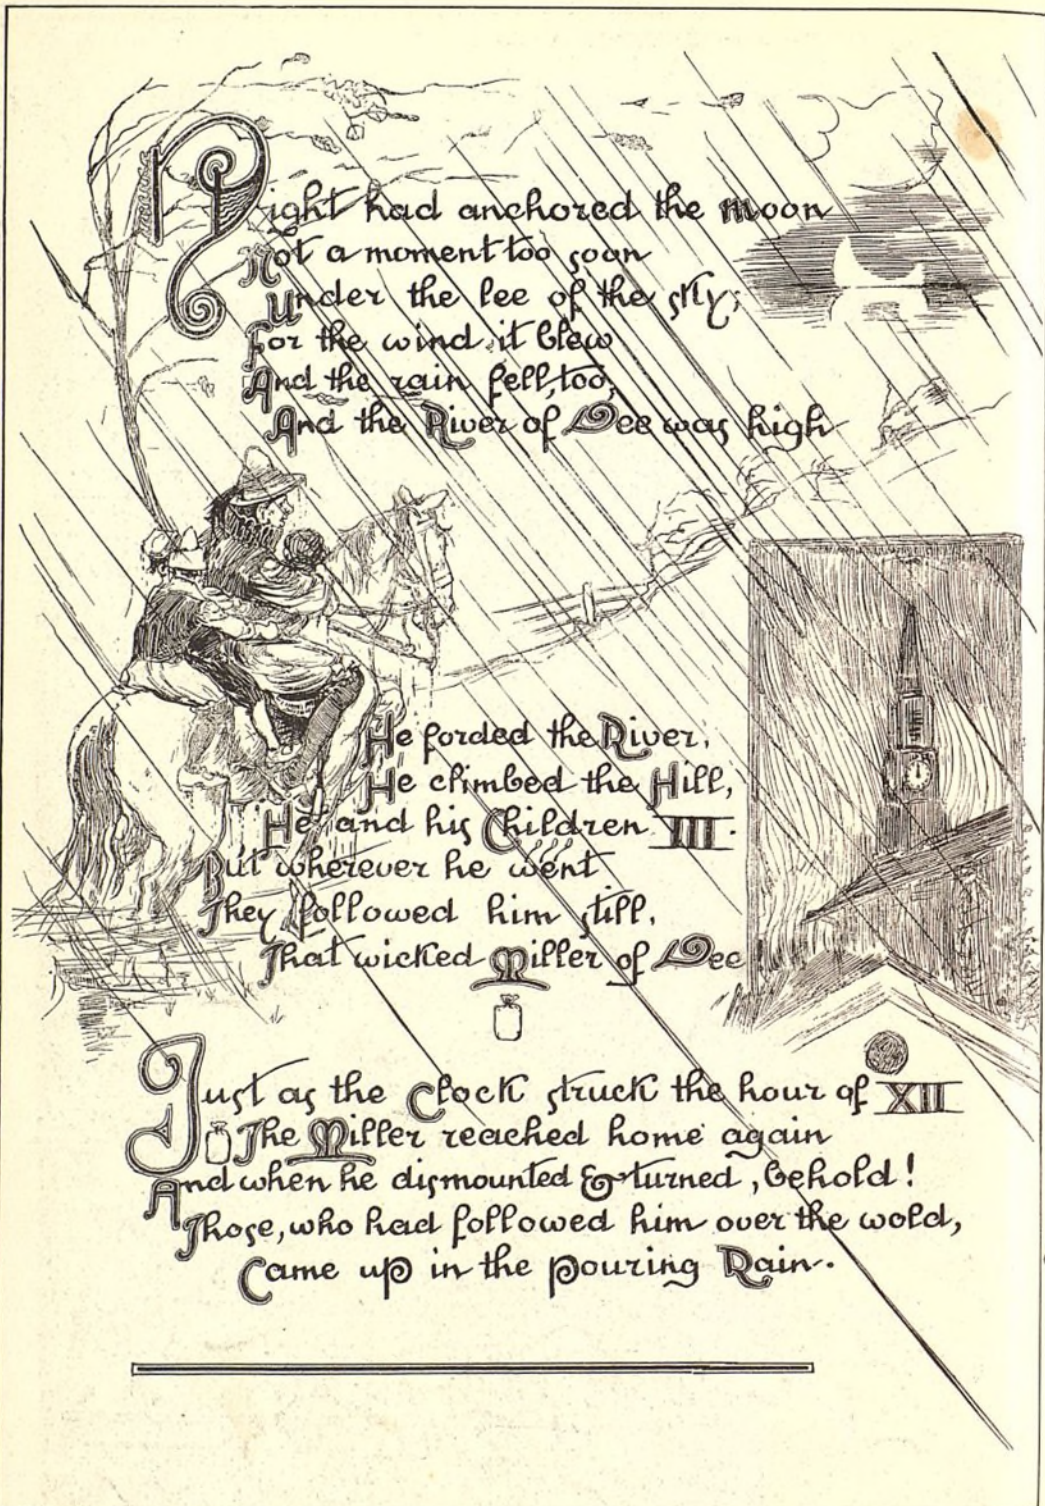 Night had anchored the Moon
Not a moment too soon
Under the lee of the sky;
For the wind it blew
And the rain fell, too,
And the River of Dee was high
He forded the River,
He climbed the Hill,
He and his Children III.
But wherever he went
They followed him still,
That wicked Miller of Dee!
Just as the Clock struck the hour of XII
The Miller reached home again
And when he dismounted & turned, behold!
Those, who had followed him over the wold,
Came up in the pouring Rain.